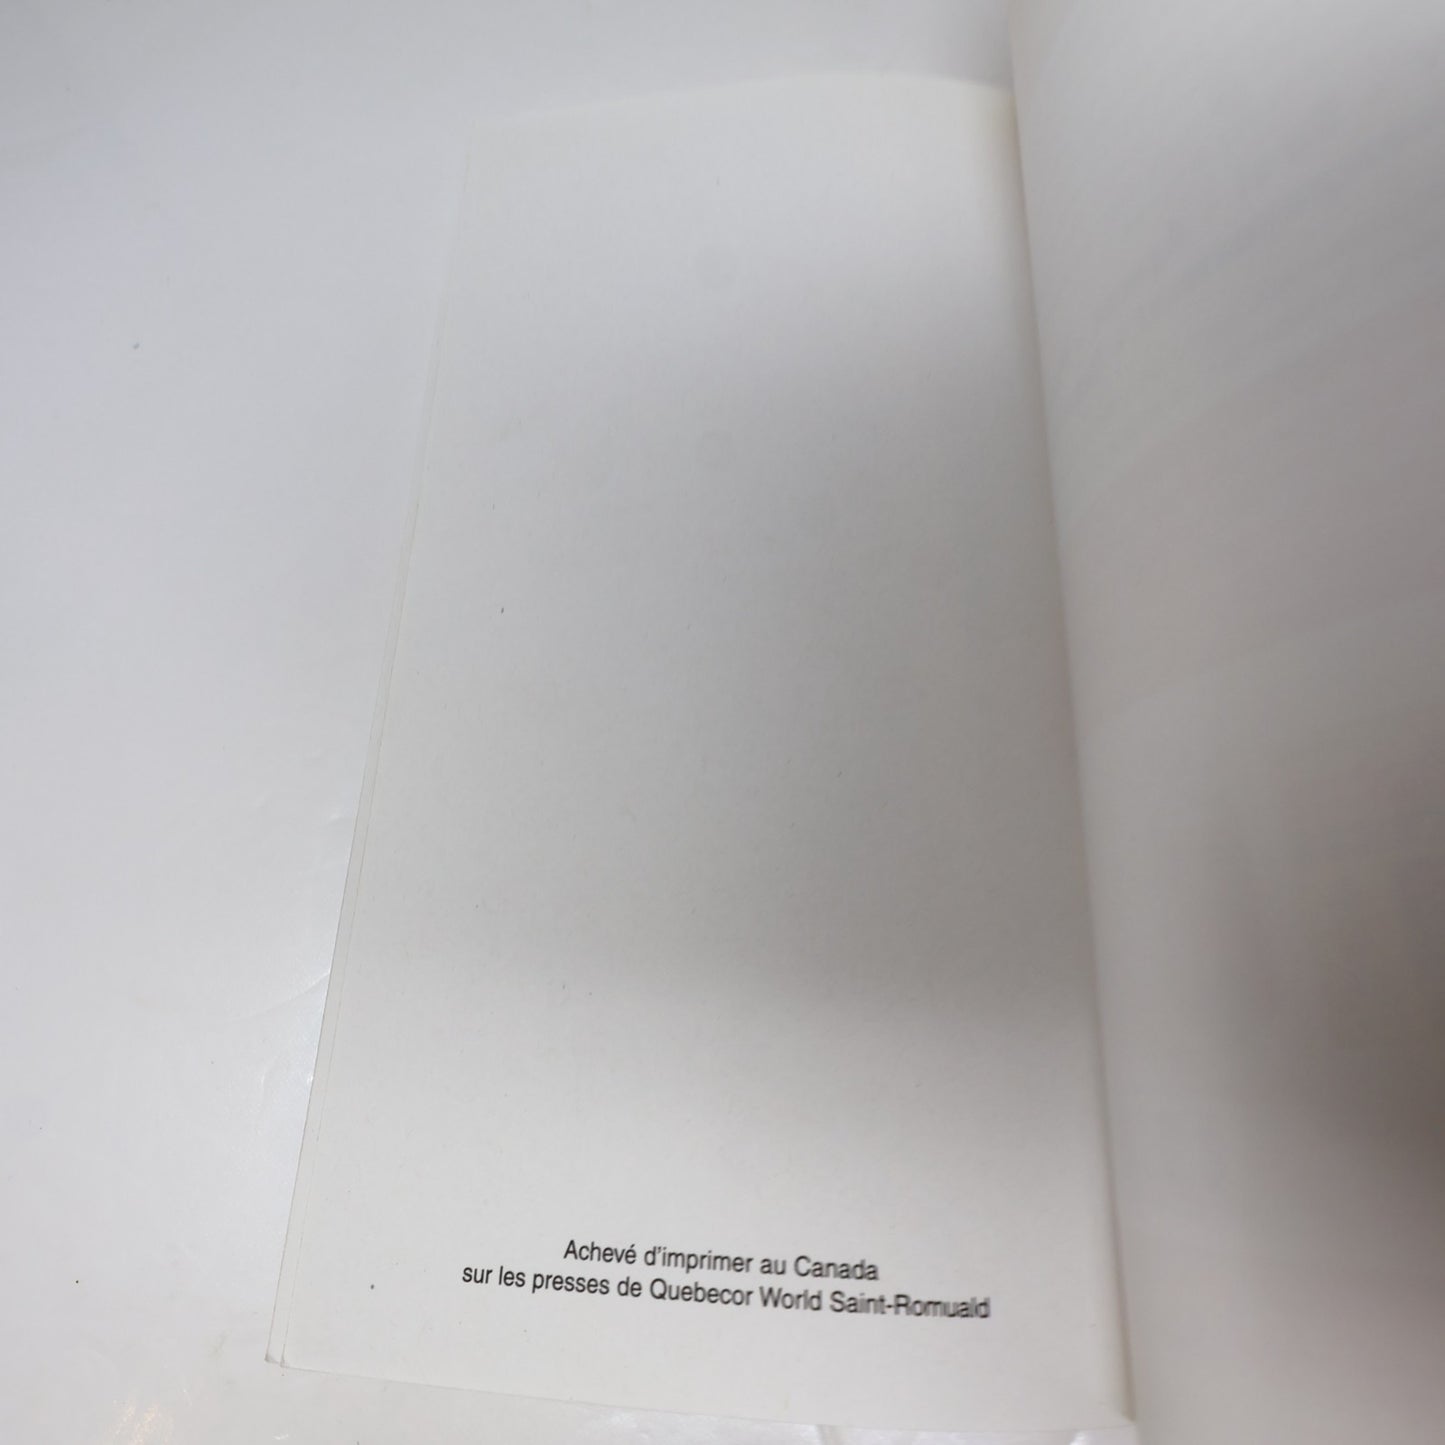 Achevé d'imprimer au Canada
sur les presses de Quebecor World Saint-Romuald